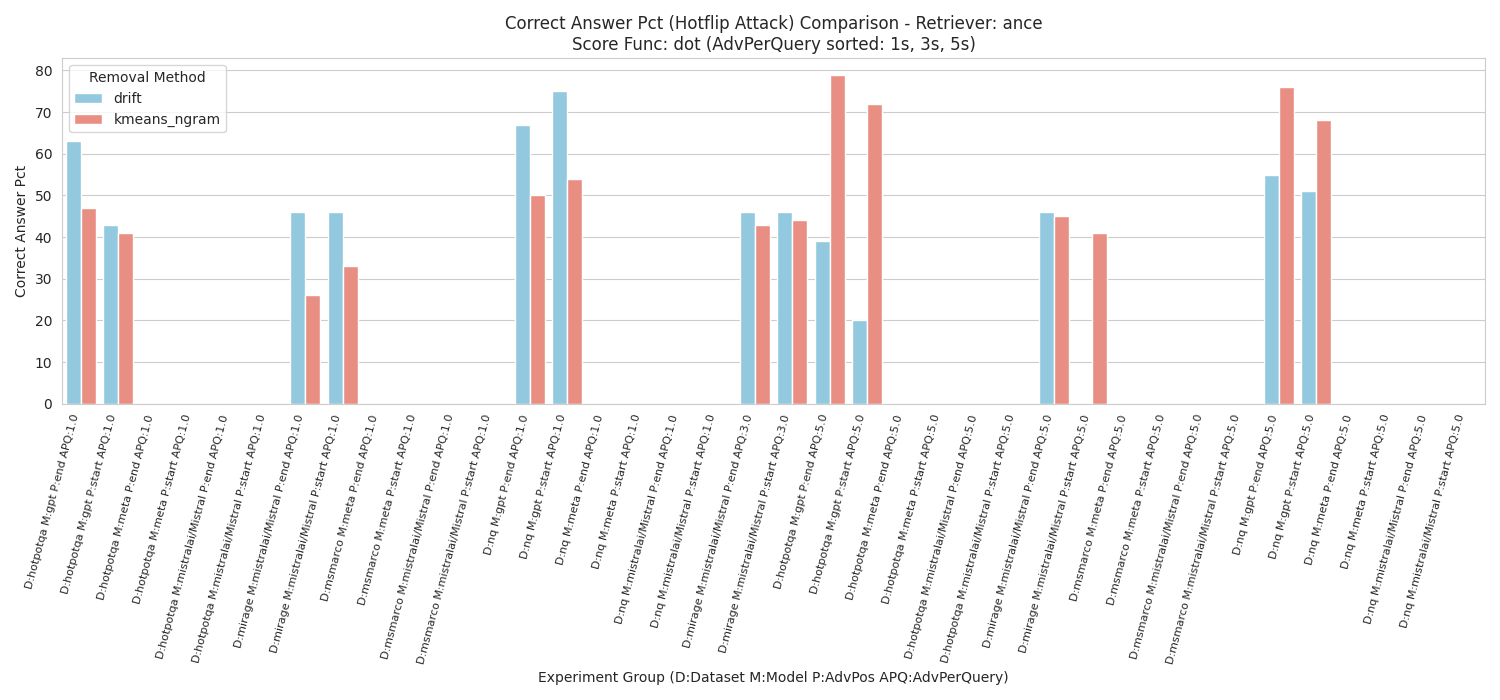 Correct Answer Pct (Hotflip Attack) Comparison - Retriever: ance
Score Func: dot (AdvPerQuery sorted: 1s, 3s, 5s)
Removal Method
drift
kmeans_ngram
Correct Answer Pct
80
70
60
50
40
30
20
10
0
D:hotpotqa M:gpt P:end APQ:1.0
D:hotpotqa M:gpt P:start APQ:1.0
D:hotpotqa M:meta P:end APQ:1.0
D:hotpotqa M:meta P:start APQ:1.0
D:hotpotqa M:mistralai/Mistral P:end APQ:1.0
D:hotpotqa M:mistralai/Mistral P:start APQ:1.0
D:mirage M:mistralai/Mistral P:end APQ:1.0
D:mirage M:mistralai/Mistral P:start APQ:1.0
D:msmarco M:meta P:end APQ:1.0
D:msmarco M:meta P:start APQ:1.0
D:msmarco M:mistralai/Mistral P:end APQ:1.0
D:msmarco M:mistralai/Mistral P:start APQ:1.0
D:nq M:gpt P:end APQ:1.0
D:nq M:gpt P:start APQ:1.0
D:nq M:meta P:end APQ:1.0
D:nq M:meta P:start APQ:1.0
D:nq M:mistralai/Mistral P:end APQ:1.0
D:nq M:mistralai/Mistral P:start APQ:1.0
D:mirage M:mistralai/Mistral P:end APQ:3.0
D:mirage M:mistralai/Mistral P:start APQ:3.0
D:hotpotqa M:gpt P:end APQ:5.0
D:hotpotqa M:gpt P:start APQ:5.0
D:hotpotqa M:meta P:end APQ:5.0
D:hotpotqa M:meta P:start APQ:5.0
D:hotpotqa M:mistralai/Mistral P:end APQ:5.0
D:hotpotqa M:mistralai/Mistral P:start APQ:5.0
D:mirage M:mistralai/Mistral P:end APQ:5.0
D:mirage M:mistralai/Mistral P:start APQ:5.0
D:msmarco M:meta P:end APQ:5.0
D:msmarco M:meta P:start APQ:5.0
D:msmarco M:mistralai/Mistral P:end APQ:5.0
D:msmarco M:mistralai/Mistral P:start APQ:5.0
D:nq M:gpt P:end APQ:5.0
D:nq M:gpt P:start APQ:5.0
D:nq M:meta P:end APQ:5.0
D:nq M:meta P:start APQ:5.0
D:nq M:mistralai/Mistral P:end APQ:5.0
D:nq M:mistralai/Mistral P:start APQ:5.0
Experiment Group (D:Dataset M:Model P:AdvPos APQ:AdvPerQuery)